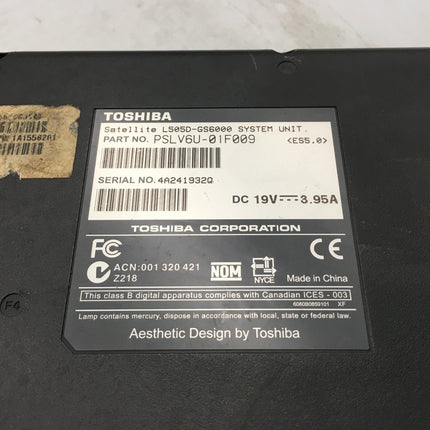 TOSHIBA
Satellite L505D-GS6000 SYSTEM UNIT.
PART NO. PSLV6U-01F009 <ES5.0>
SERIAL NO. 4A241932Q
DC 19V 3.95A
TOSHIBA CORPORATION
FC CE
ACN:001 320 421
Z218
NOM NYCE Made in China
This class B digital apparatus complies with Canadian ICES - 003
6060B0859101 XF
Lamp contains mercury, dispose in according with local, state or federal law.
Aesthetic Design by Toshiba
F4